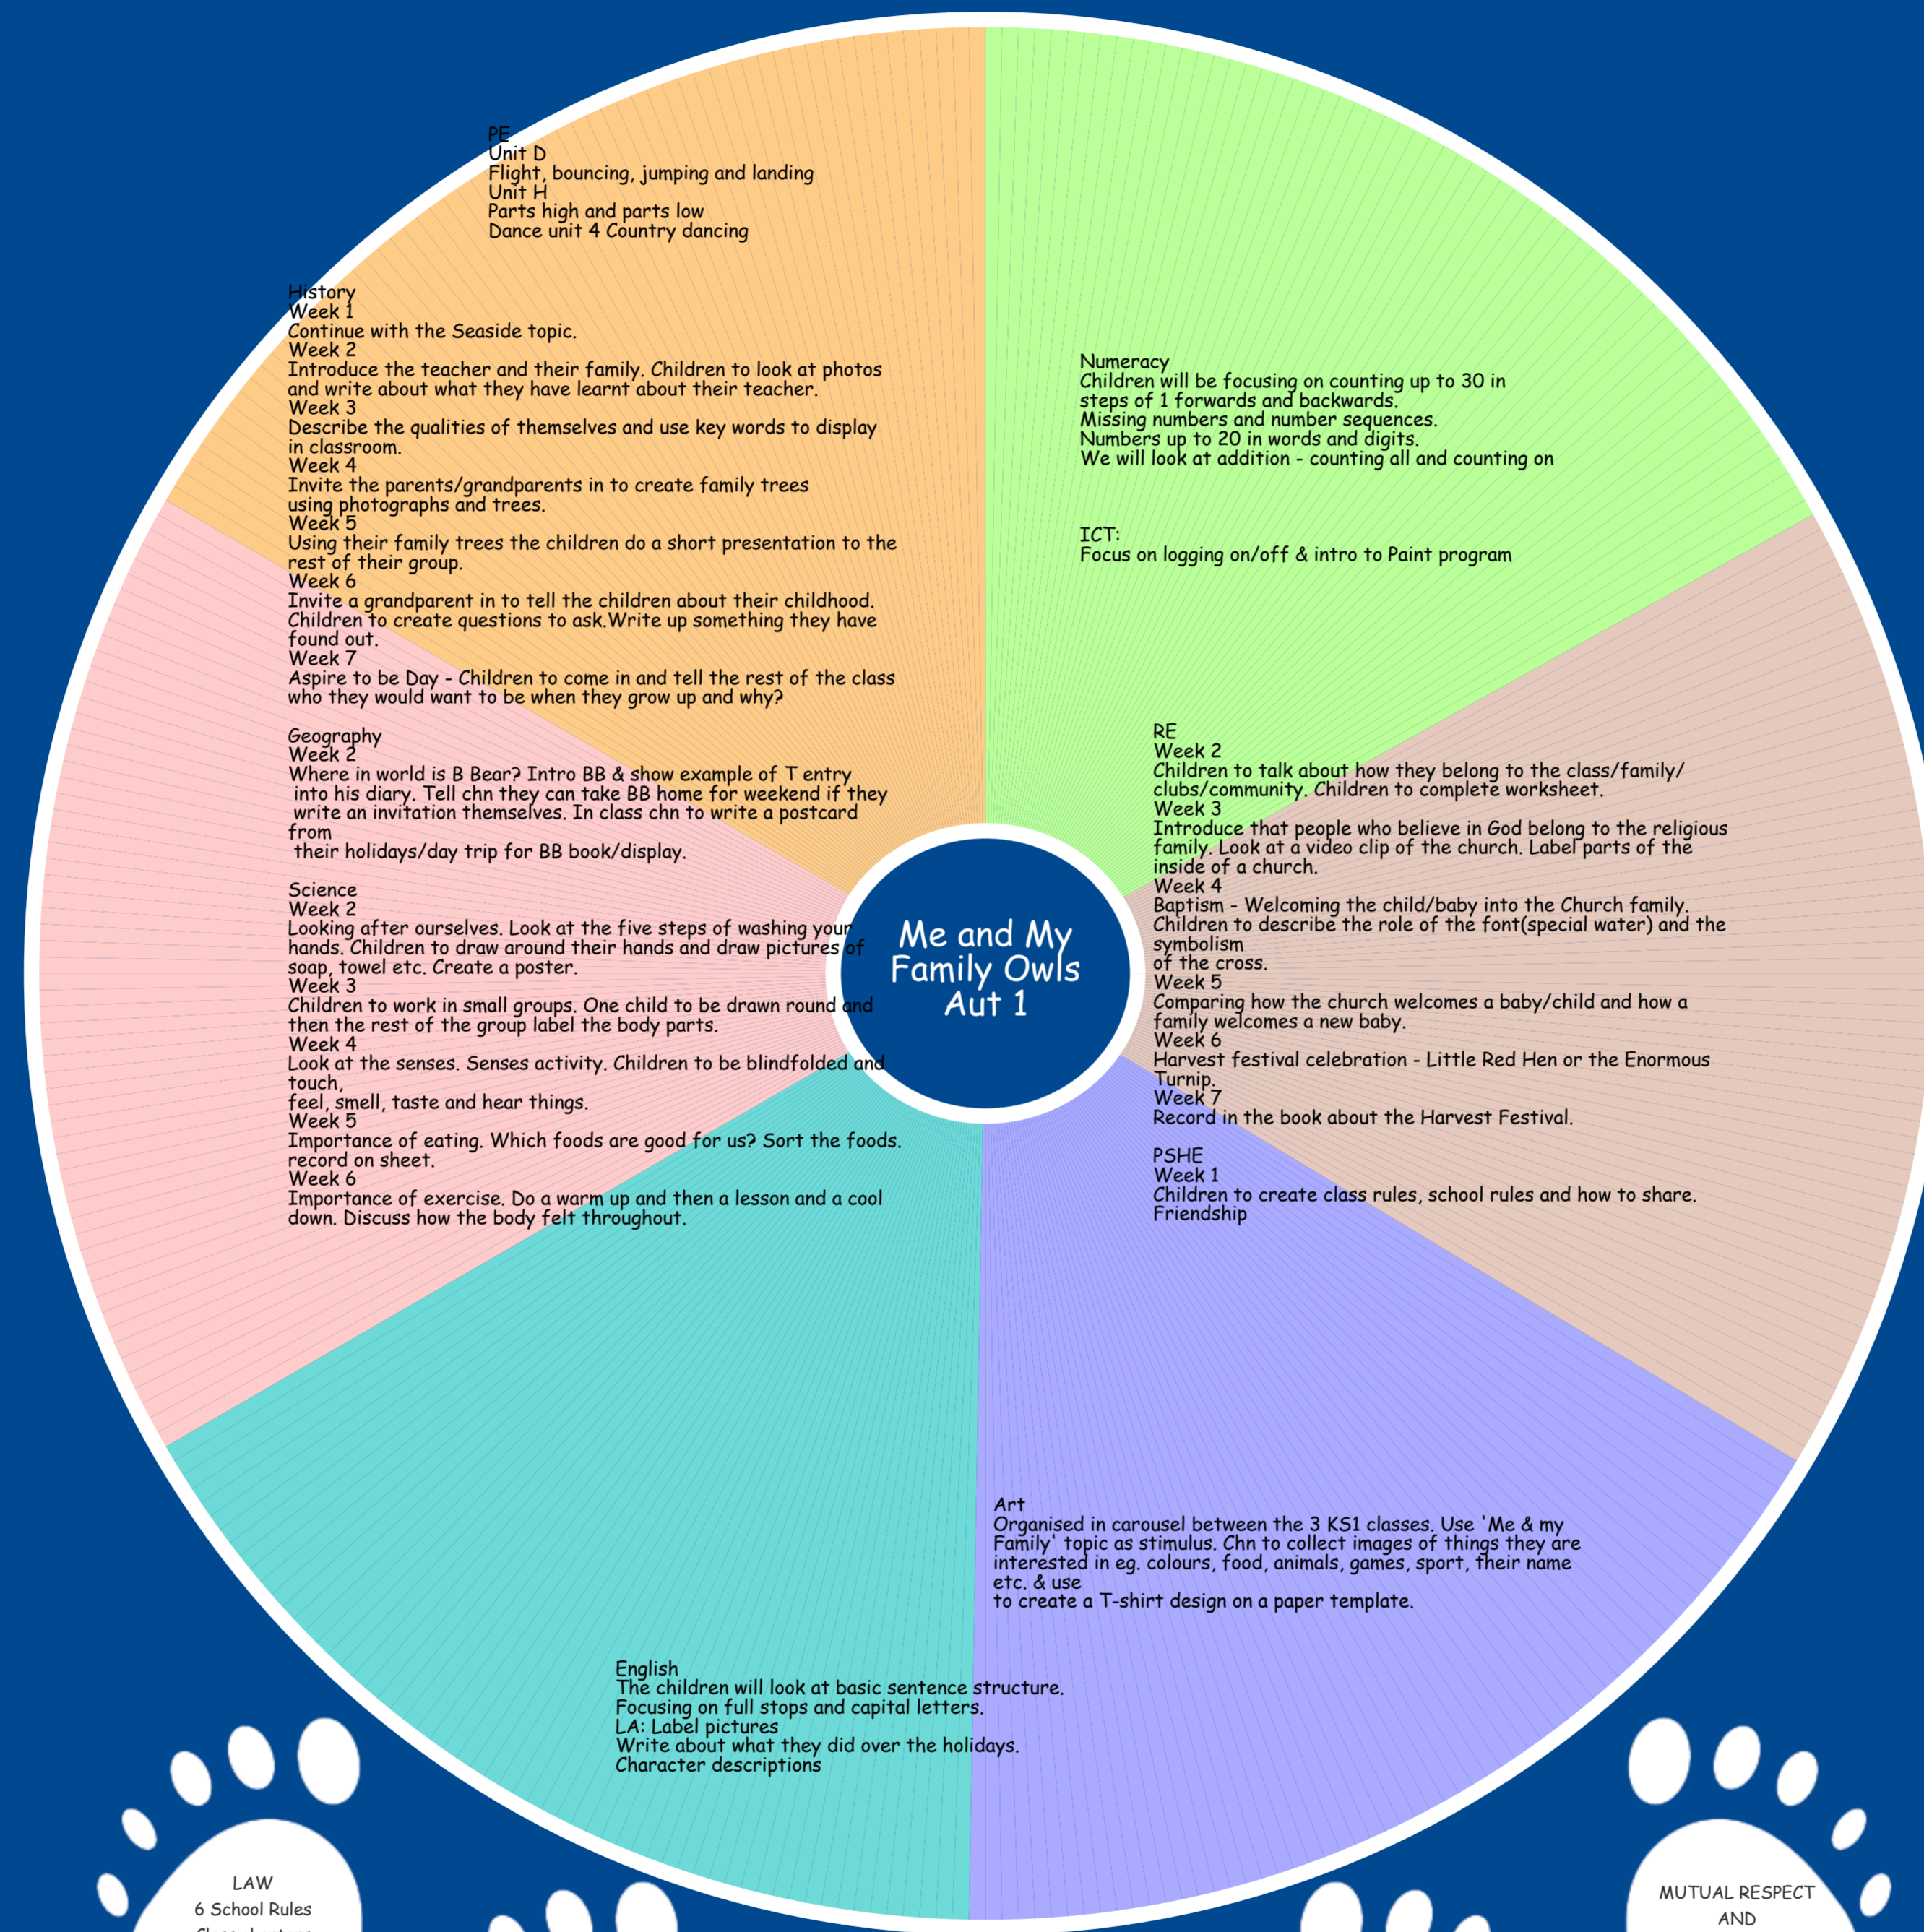 PE
Unit D
Flight, bouncing, jumping and landing
Unit H
Parts high and parts low
Dance unit 4 Country dancing
History
Week 1
Continue with the Seaside topic.
Week 2
Introduce the teacher and their family. Children to look at photos
and write about what they have learnt about their teacher.
Week 3
Describe the qualities of themselves and use key words to display
in classroom.
Week 4
Invite the parents/grandparents in to create family trees
using photographs and trees.
Week 5
Using their family trees the children do a short presentation to the
rest of their group.
Week 6
Invite a grandparent in to tell the children about their childhood.
Children to create questions to ask.Write up something they have
found out.
Week 7
Aspire to be Day - Children to come in and tell the rest of the class
who they would want to be when they grow up and why?
Geography
Week 2
Where in world is B Bear? Intro BB & show example of T entry
into his diary. Tell chn they can take BB home for weekend if they
write an invitation themselves. In class chn to write a postcard
from
their holidays/day trip for BB book/display.
Science
Week 2
Looking after ourselves. Look at the five steps of washing your
hands. Children to draw around their hands and draw pictures of
soap, towel etc. Create a poster.
Week 3
Children to work in small groups. One child to be drawn round and
then the rest of the group label the body parts.
Week 4
Look at the senses. Senses activity. Children to be blindfolded and
touch,
feel, smell, taste and hear things.
Week 5
Importance of eating. Which foods are good for us? Sort the foods.
record on sheet.
Week 6
Importance of exercise. Do a warm up and then a lesson and a cool
down. Discuss how the body felt throughout.
Numeracy
Children will be focusing on counting up to 30 in
steps of 1 forwards and backwards.
Missing numbers and number sequences.
Numbers up to 20 in words and digits.
We will look at addition - counting all and counting on
ICT:
Focus on logging on/off & intro to Paint program
Me and My
Family Owls
Aut 1
RE
Week 2
Children to talk about how they belong to the class/family/
clubs/community. Children to complete worksheet.
Week 3
Introduce that people who believe in God belong to the religious
family. Look at a video clip of the church. Label parts of the
inside of a church.
Week 4
Baptism - Welcoming the child/baby into the Church family.
Children to describe the role of the font(special water) and the
symbolism
of the cross.
Week 5
Comparing how the church welcomes a baby/child and how a
family welcomes a new baby.
Week 6
Harvest festival celebration - Little Red Hen or the Enormous
Turnip.
Week 7
Record in the book about the Harvest Festival.
PSHE
Week 1
Children to create class rules, school rules and how to share.
Friendship
Art
Organised in carousel between the 3 KS1 classes. Use 'Me & my
Family' topic as stimulus. Chn to collect images of things they are
interested in eg. colours, food, animals, games, sport, their name
etc. & use
to create a T-shirt design on a paper template.
English
The children will look at basic sentence structure.
Focusing on full stops and capital letters.
LA: Label pictures
Write about what they did over the holidays.
Character descriptions
LAW
6 School Rules
MUTUAL RESPECT
AND